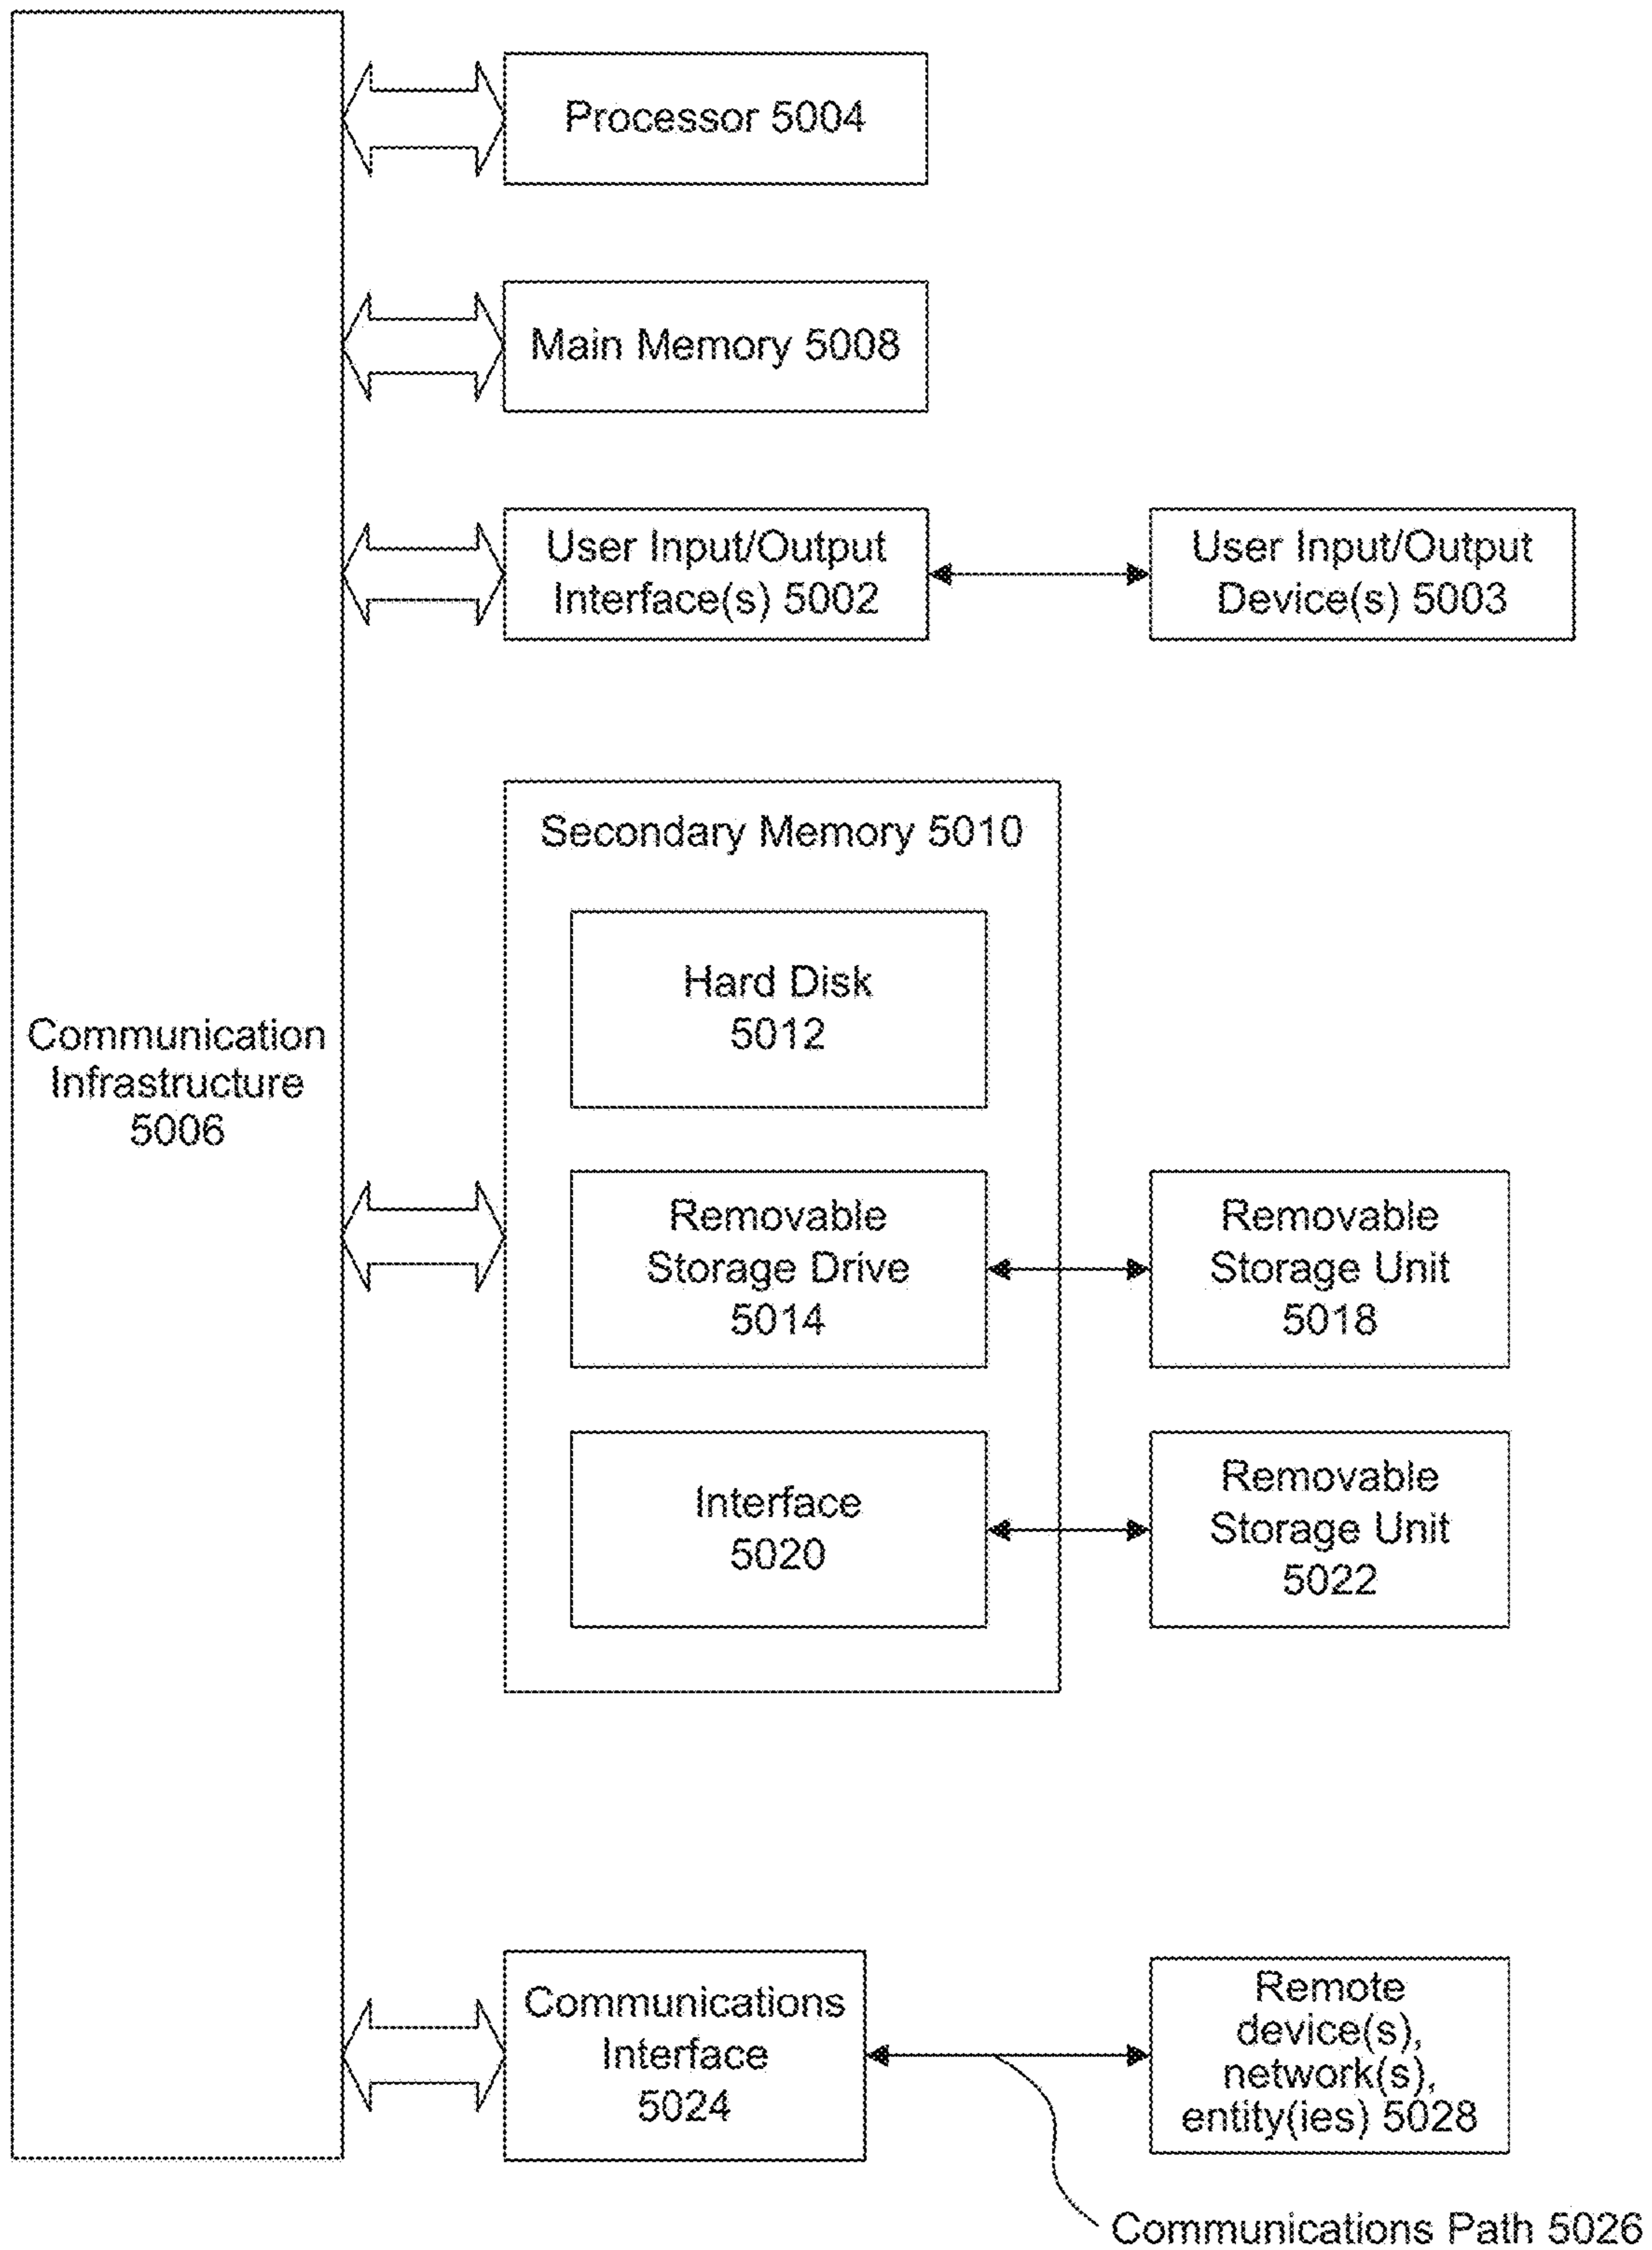 Processor 5004
Main Memory 5008
User Input/Output
Interface(s) 5002
User Input/Output
Device(s) 5003
Secondary Memory 5010
Hard Disk
5012
Communication
Infrastructure
5006
Removable
Storage Drive
5014
Removable
Storage Unit
5018
Interface
5020
Removable
Storage Unit
5022
Communications
Interface
5024
Remote
device(s),
network(s),
entity(ies) 5028
Communications Path 5026